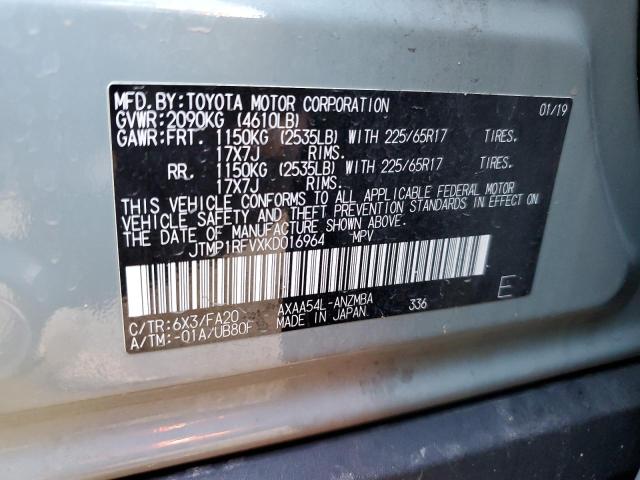 MFD.BY:TOYOTA MOTOR CORPORATION 01/19
GVWR:2090KG (4610LB)
GAWR:FRT. 1150KG (2535LB) WITH 225/65R17 TIRES.
17X7J RIMS.
RR. 1150KG (2535LB) WITH 225/65R17 TIRES.
17X7J RIMS.
THIS VEHICLE CONFORMS TO ALL APPLICABLE FEDERAL MOTOR
VEHICLE SAFETY AND THEFT PREVENTION STANDARDS IN EFFECT ON
THE DATE OF MANUFACTURE SHOWN ABOVE.
JTMP1RFVXKD016964 MPV
C/TR:6X3/FA20 AXAA54L-ANZMBA 336
A/TM:-01A/UB80F MADE IN JAPAN
E